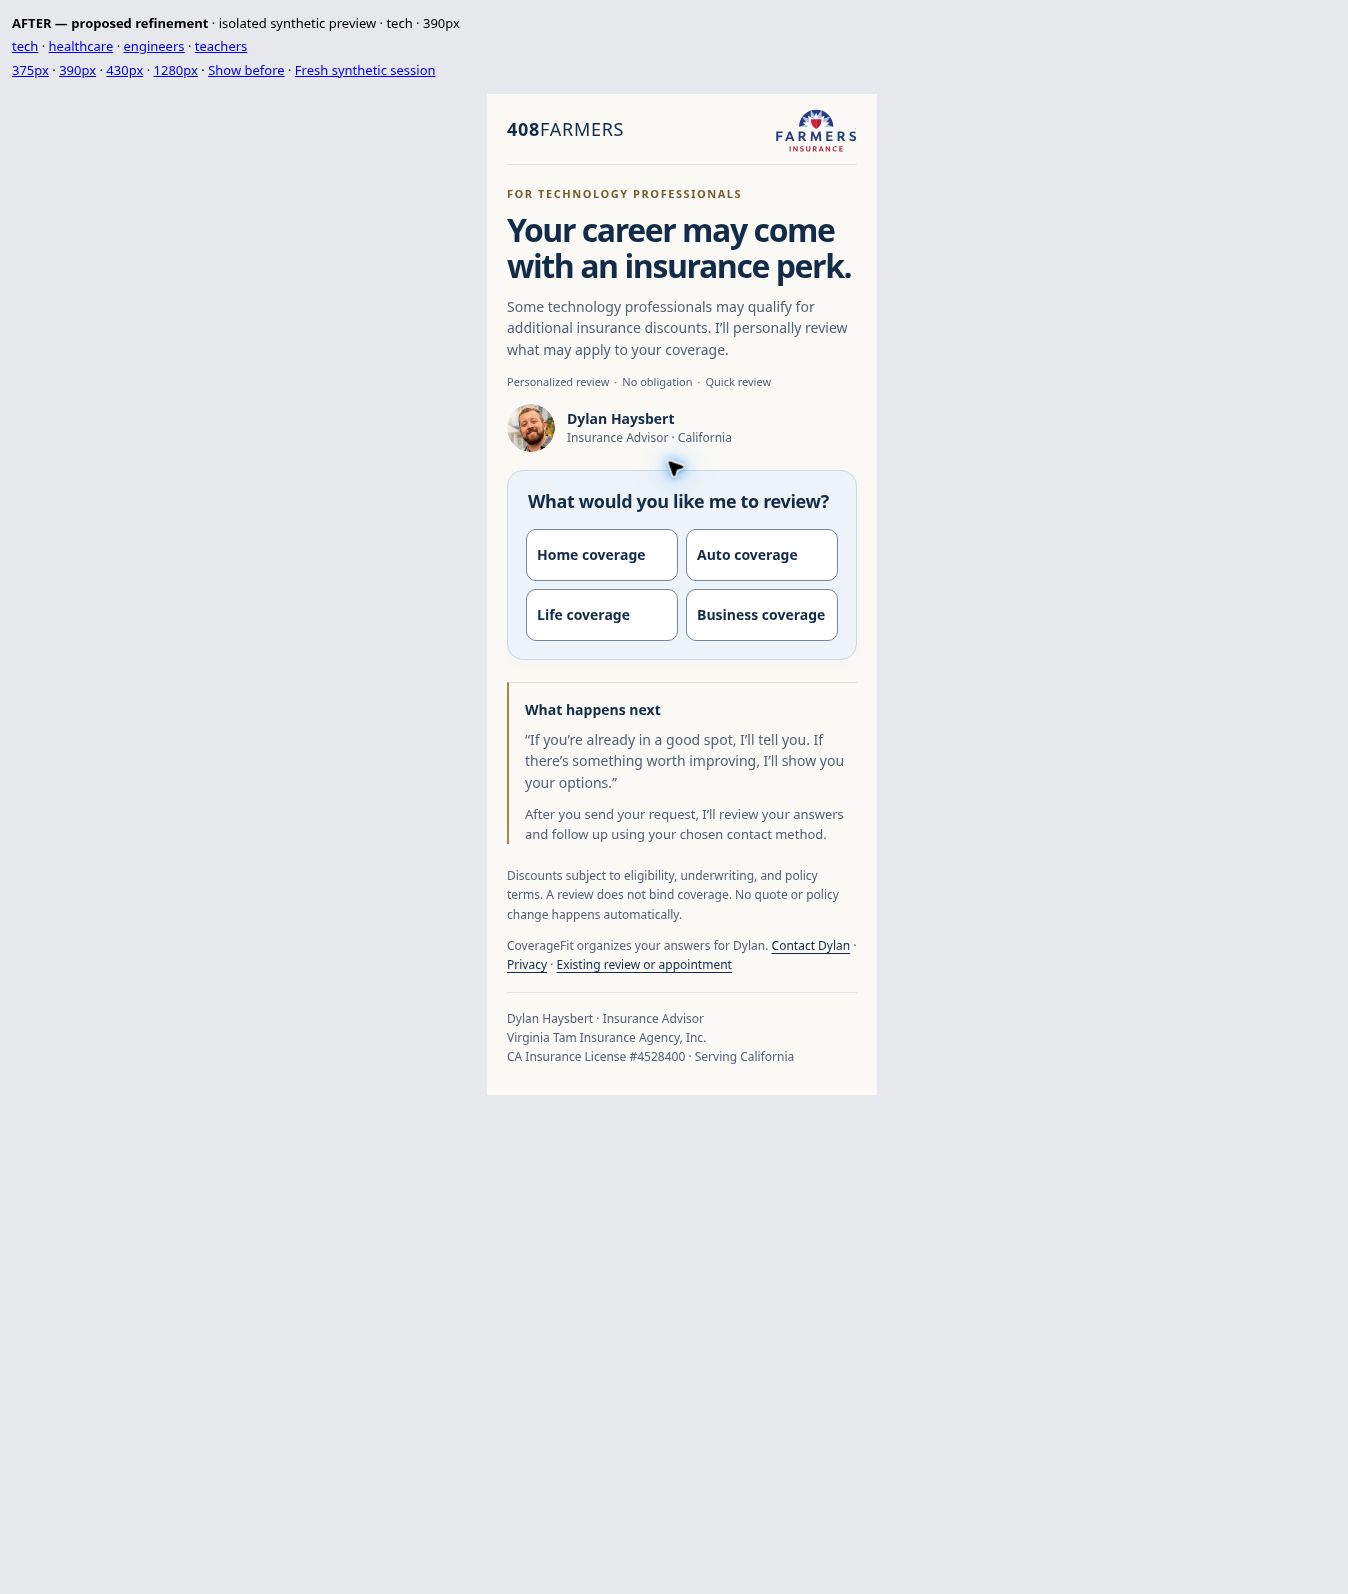 AFTER — proposed refinement · isolated synthetic preview · tech · 390px
tech · healthcare · engineers · teachers
375px · 390px · 430px · 1280px · Show before · Fresh synthetic session
408FARMERS
FARMERS
INSURANCE
FOR TECHNOLOGY PROFESSIONALS
Your career may come
with an insurance perk.
Some technology professionals may qualify for
additional insurance discounts. I’ll personally review
what may apply to your coverage.
Personalized review · No obligation · Quick review
Dylan Haysbert
Insurance Advisor · California
What would you like me to review?
Home coverage
Auto coverage
Life coverage
Business coverage
What happens next
“If you’re already in a good spot, I’ll tell you. If
there’s something worth improving, I’ll show you
your options.”
After you send your request, I’ll review your answers
and follow up using your chosen contact method.
Discounts subject to eligibility, underwriting, and policy
terms. A review does not bind coverage. No quote or policy
change happens automatically.
CoverageFit organizes your answers for Dylan. Contact Dylan ·
Privacy · Existing review or appointment
Dylan Haysbert · Insurance Advisor
Virginia Tam Insurance Agency, Inc.
CA Insurance License #4528400 · Serving California